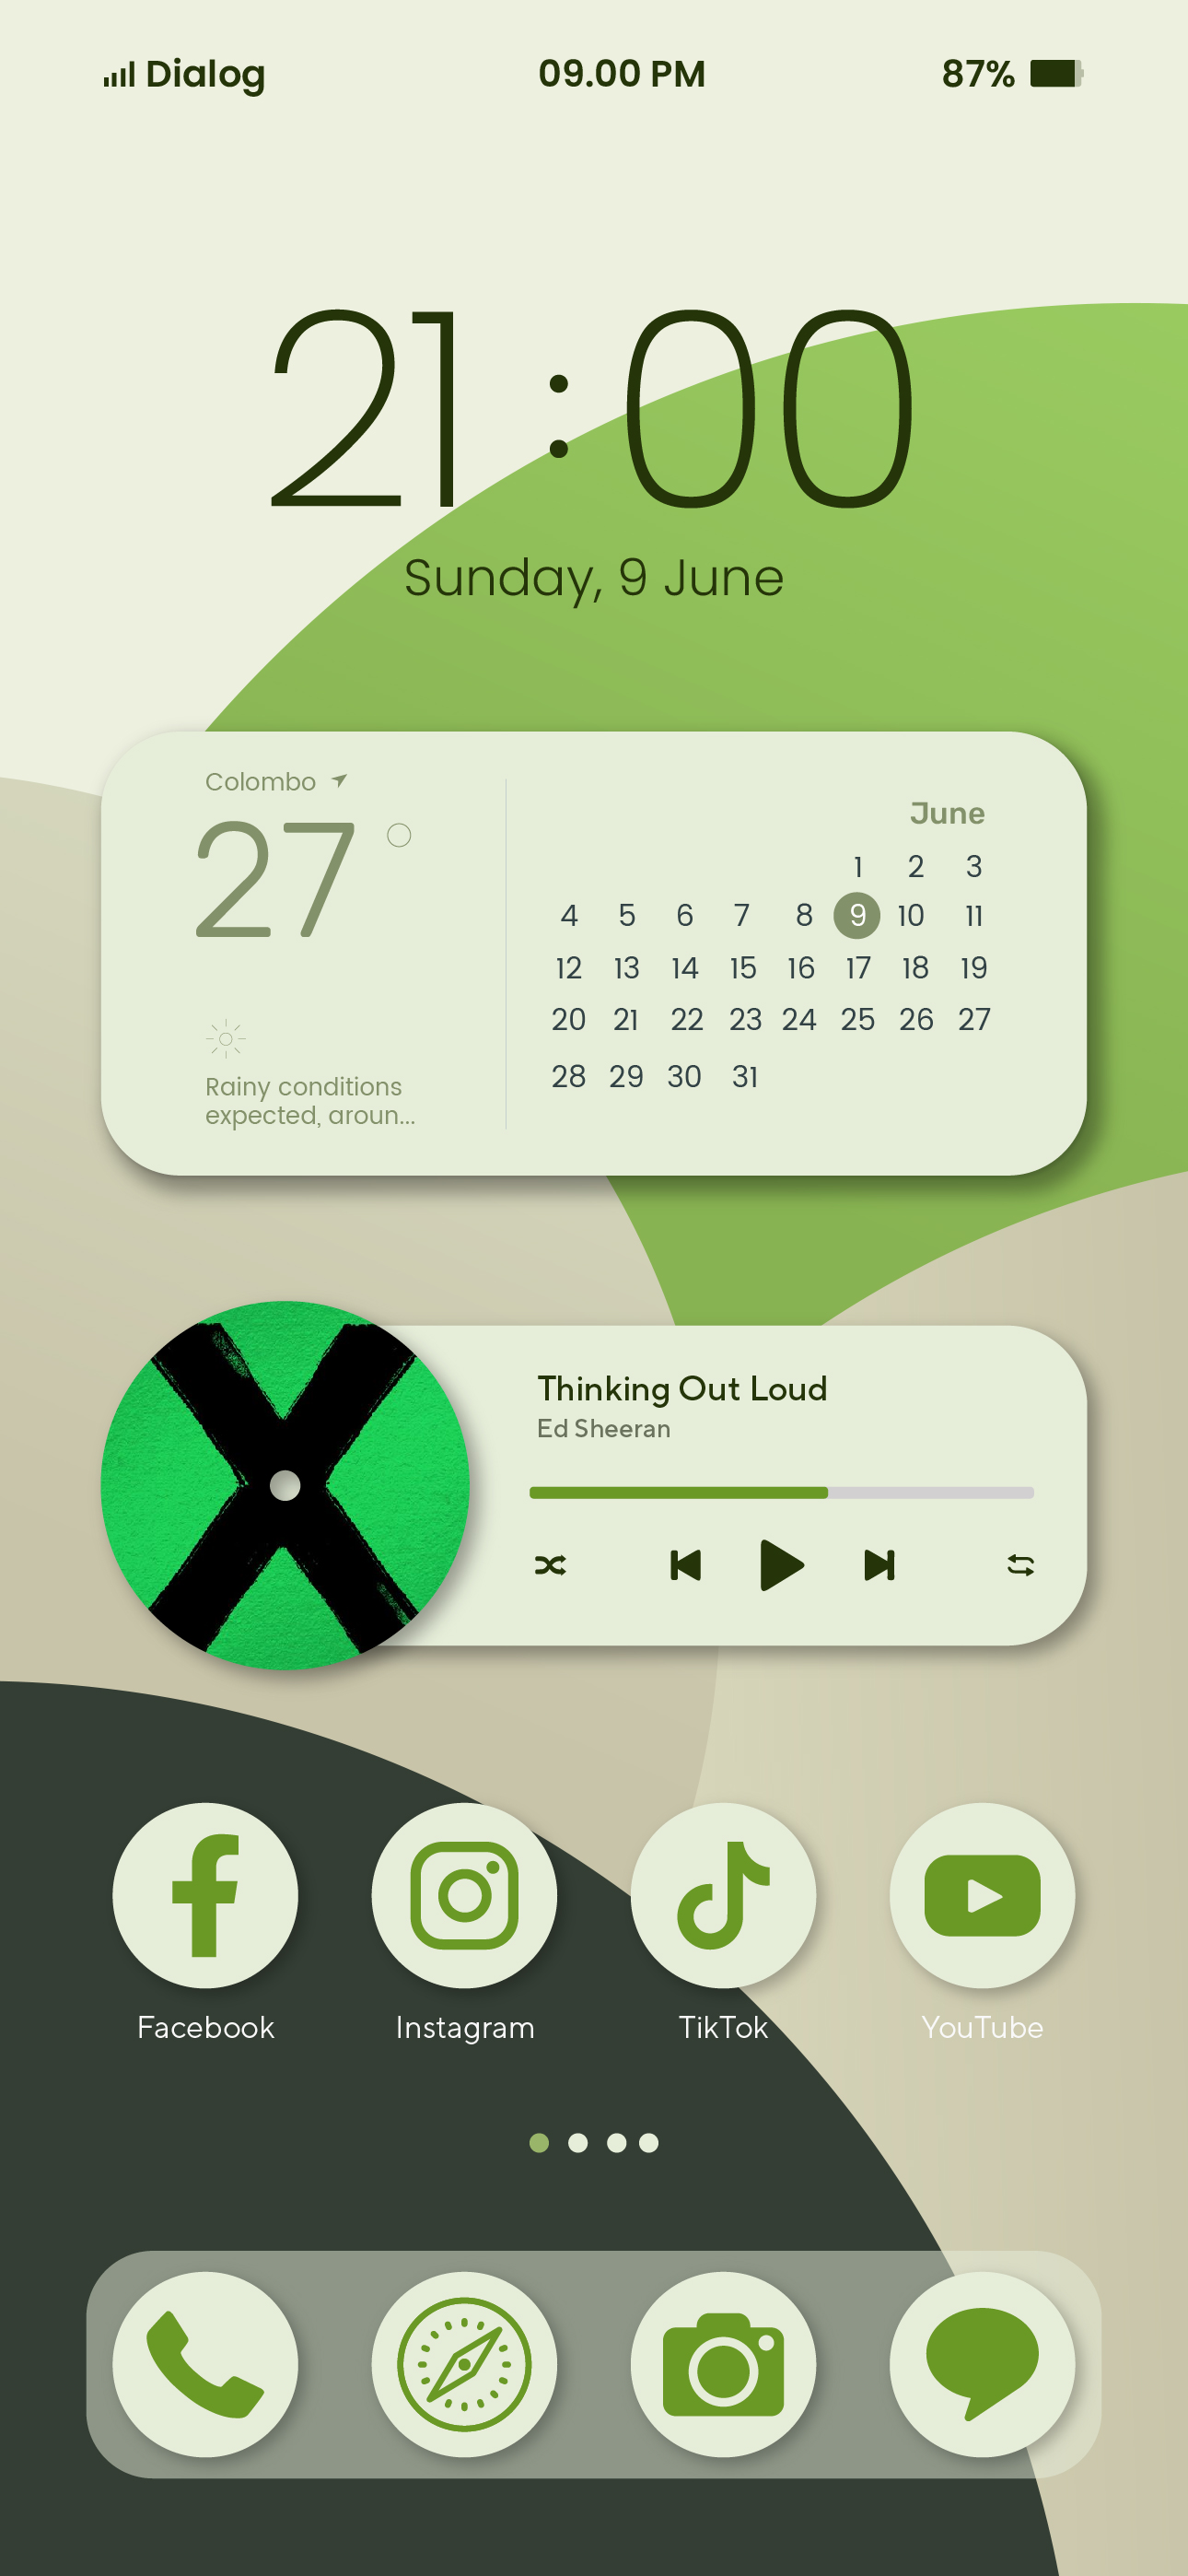 Dialog 09.00 PM 87%
21 : 00
Sunday, 9 June
Colombo
27
Rainy conditions
expected, aroun...
June
1 2 3
4 5 6 7 8 9 10 11
12 13 14 15 16 17 18 19
20 21 22 23 24 25 26 27
28 29 30 31
Thinking Out Loud
Ed Sheeran
Facebook Instagram TikTok YouTube